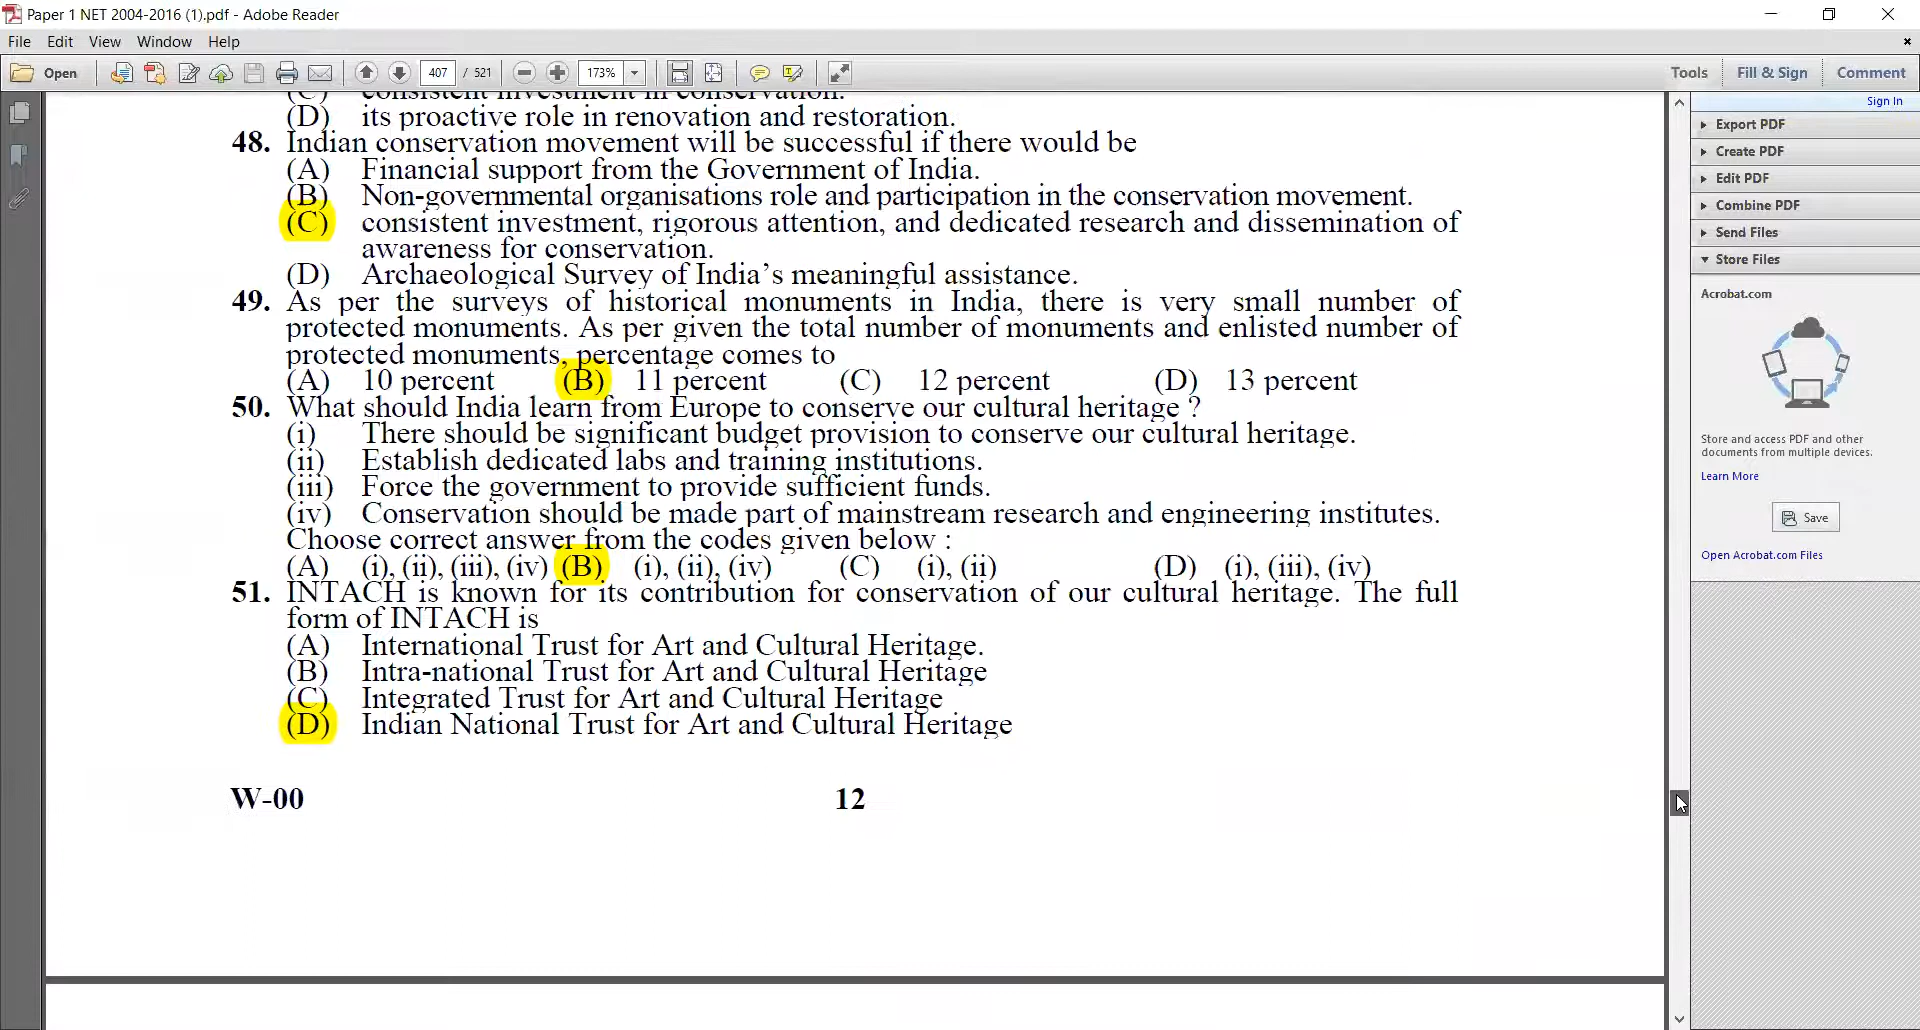 Paper 1 NET 2004-2016 (1).pdf - Adobe Reader
File Edit View Window Help
Open 407 / 521 173% Tools Fill & Sign Comment
Sign In
(C) consistent investment in conservation.
(D) its proactive role in renovation and restoration.
48. Indian conservation movement will be successful if there would be
(A) Financial support from the Government of India.
(B) Non-governmental organisations role and participation in the conservation movement.
(C) consistent investment, rigorous attention, and dedicated research and dissemination of
awareness for conservation.
(D) Archaeological Survey of India’s meaningful assistance.
49. As per the surveys of historical monuments in India, there is very small number of
protected monuments. As per given the total number of monuments and enlisted number of
protected monuments, percentage comes to
(A) 10 percent (B) 11 percent (C) 12 percent (D) 13 percent
50. What should India learn from Europe to conserve our cultural heritage ?
(i) There should be significant budget provision to conserve our cultural heritage.
(ii) Establish dedicated labs and training institutions.
(iii) Force the government to provide sufficient funds.
(iv) Conservation should be made part of mainstream research and engineering institutes.
Choose correct answer from the codes given below :
(A) (i), (ii), (iii), (iv) (B) (i), (ii), (iv) (C) (i), (ii) (D) (i), (iii), (iv)
51. INTACH is known for its contribution for conservation of our cultural heritage. The full
form of INTACH is
(A) International Trust for Art and Cultural Heritage.
(B) Intra-national Trust for Art and Cultural Heritage
(C) Integrated Trust for Art and Cultural Heritage
(D) Indian National Trust for Art and Cultural Heritage
W-00 12
Export PDF
Create PDF
Edit PDF
Combine PDF
Send Files
Store Files
Acrobat.com
Store and access PDF and other
documents from multiple devices.
Learn More
Save
Open Acrobat.com Files